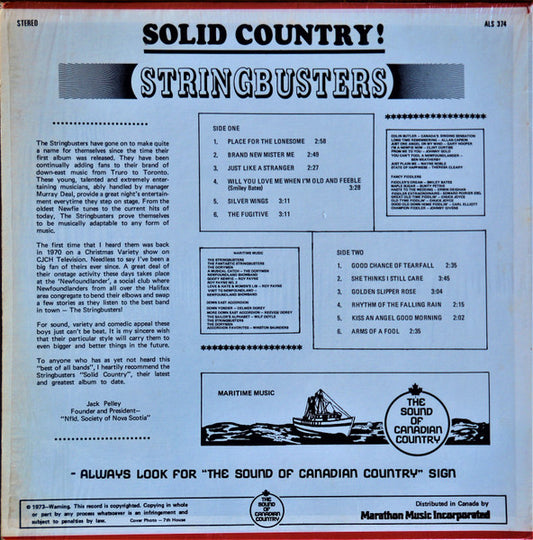 STEREO
ALS 374
SOLID COUNTRY!
STRINGBUSTERS
The Stringbusters have gone on to make quite
a name for themselves since the time their
first album was released. They have been
continually adding fans to their brand of
down-east music from Truro to Toronto.
These young, talented and extremely enter-
taining musicians, ably handled by manager
Murray Deal, provide a great night's entertain-
ment everytime they step on stage. From the
oldest Newfie tunes to the current hits of
today, The Stringbusters prove themselves
to be musically adaptable to any form of
music.
The first time that I heard them was back
in 1970 on a Christmas Variety show on
CJCH Television. Needless to say I've been a
big fan of theirs ever since. A great deal of
their onstage activity these days takes place
at the 'Newfoundlander', a social club where
Newfoundlanders from all over the Halifax
area congregate to bend their elbows and swap
a few stories as they listen to the best band
in town — The Stringbusters!
For sound, variety and comedic appeal these
boys just can't be beat. It is my sincere wish
that their particular style will carry them to
even bigger and better things in the future.
To anyone who has as yet not heard this
"best of all bands", I heartily recommend the
Stringbusters "Solid Country", their latest
and greatest album to date.
Jack Pelley
Founder and President—
"Nfld. Society of Nova Scotia"
SIDE ONE
1. PLACE FOR THE LONESOME 2:58
2. BRAND NEW MISTER ME 2:49
3. JUST LIKE A STRANGER 2:27
4. WILL YOU LOVE ME WHEN I'M OLD AND FEEBLE
(Smiley Bates) 3:28
5. SILVER WINGS 3:11
6. THE FUGITIVE 3:11
FANCY FIDDLERS
MARITIME MUSIC
THE STRINGBUSTERS
THE FANTASTIC STRINGBUSTERS
THE DORYMEN
NEWFOUNDLAND BIGMBARD
DOWN EAST ACCORDION
THE STRINGBUSTERS
THE DORYMEN
SIDE TWO
1. GOOD CHANCE OF TEARFALL 2:35
2. SHE THINKS I STILL CARE 3:45
3. GOLDEN SLIPPER ROSE 3:04
4. RHYTHM OF THE FALLING RAIN 2:15
5. KISS AN ANGEL GOOD MORNING 2:02
6. ARMS OF A FOOL 2:35
MARITIME MUSIC
THE
SOUND
OF
CANADIAN
COUNTRY
- ALWAYS LOOK FOR "THE SOUND OF CANADIAN COUNTRY" SIGN
© 1973—Warning. This record is copyrighted. Copying in whole
or part by any process whatsoever is an infringement and
subject to penalties by law.
Cover Photo — 7th House
THE
SOUND
OF
CANADIAN
COUNTRY
Distributed in Canada by
Marathon Music Incorporated